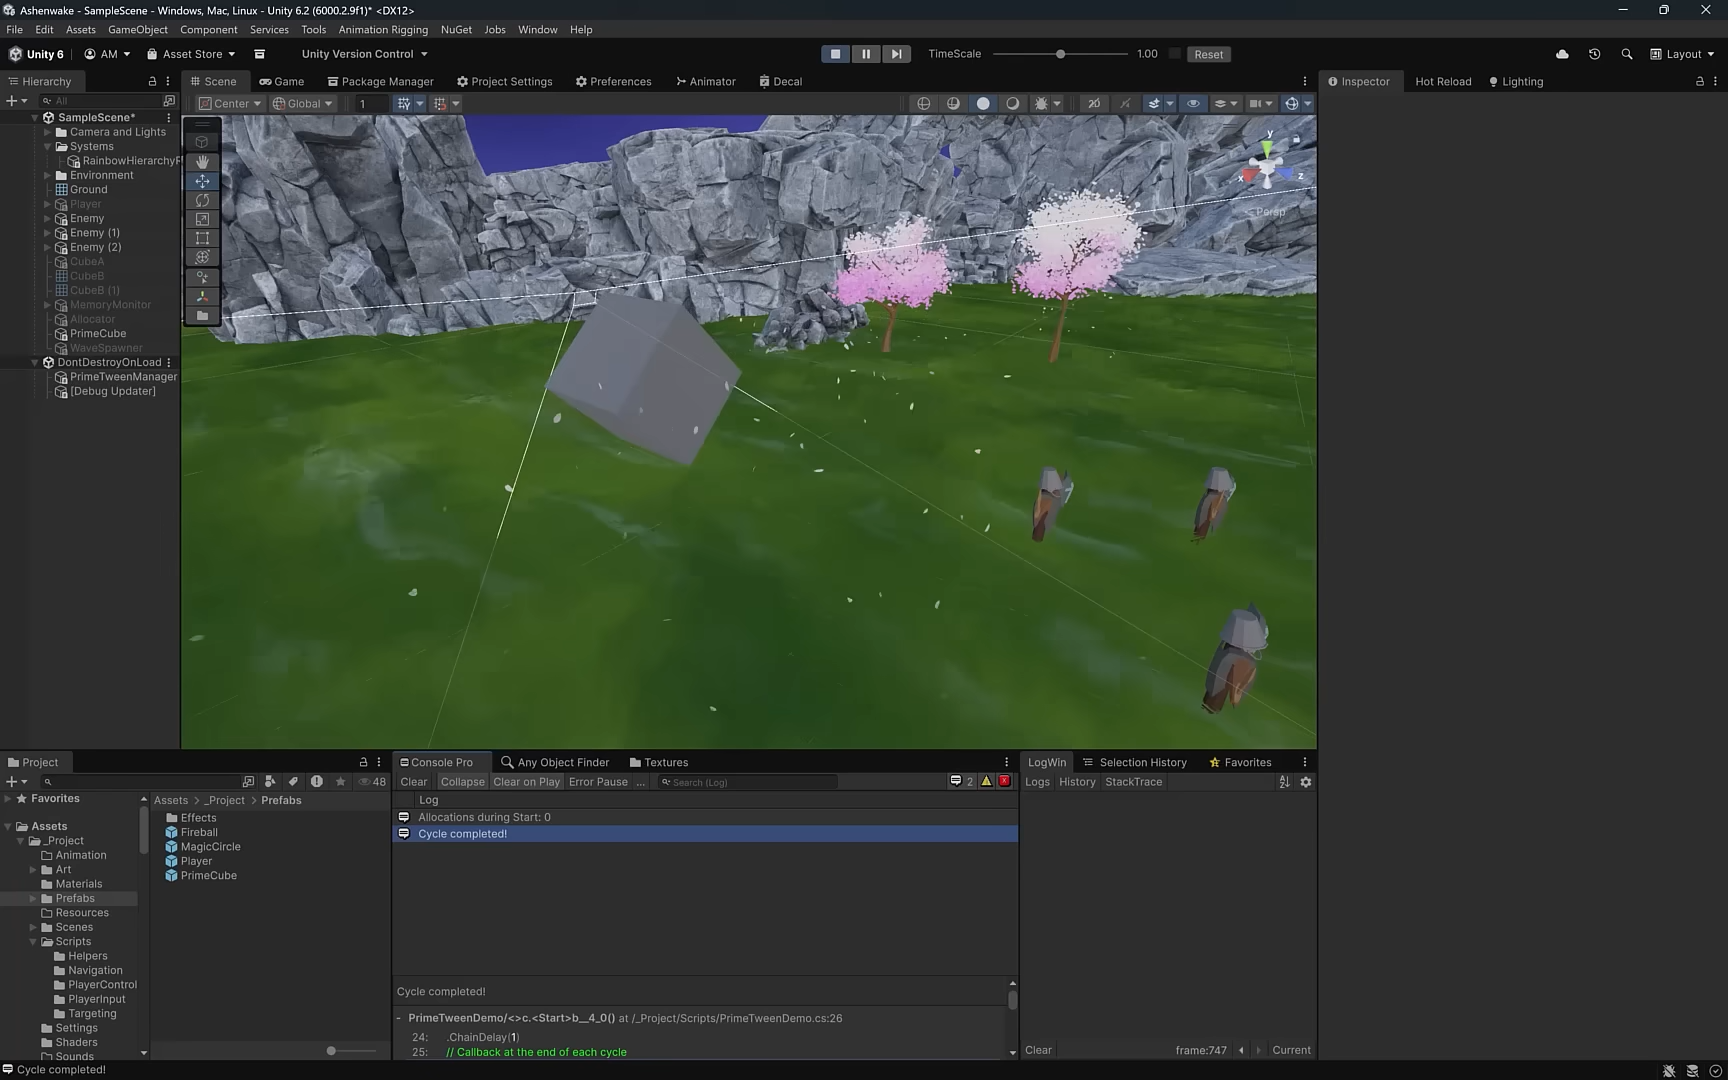 Ashenwake - SampleScene - Windows, Mac, Linux - Unity 6.2 (6000.2.9f1)* <DX12>
File Edit Assets GameObject Component Services Tools Animation Rigging NuGet Jobs Window Help
Unity 6 AM Asset Store Unity Version Control TimeScale 1.00 Reset Layout
Hierarchy Scene Game Package Manager Project Settings Preferences Animator Decal Inspector Hot Reload Lighting
All Center Global 1 2D
SampleScene*
Camera and Lights
Systems
RainbowHierarchyF
Environment
Ground
Player
Enemy
Enemy (1)
Enemy (2)
CubeA
CubeB
CubeB (1)
MemoryMonitor
Allocator
PrimeCube
WaveSpawner
DontDestroyOnLoad
PrimeTweenManager
[Debug Updater]
y
x z
Persp
Project Console Pro Any Object Finder Textures LogWin Selection History Favorites
48 Clear Collapse Clear on Play Error Pause ... Search (Log) 2 Logs History StackTrace
Favorites
Assets
_Project
Animation
Art
Materials
Prefabs
Resources
Scenes
Scripts
Helpers
Navigation
PlayerControl
PlayerInput
Targeting
Settings
Shaders
Sounds
Assets > _Project > Prefabs
Effects
Fireball
MagicCircle
Player
PrimeCube
Log
Allocations during Start: 0
Cycle completed!
Cycle completed!
- PrimeTweenDemo/<>c.<Start>b__4_0() at /_Project/Scripts/PrimeTweenDemo.cs:26
24: .ChainDelay(1)
25: // Callback at the end of each cycle
Clear frame:747 Current
Cycle completed!